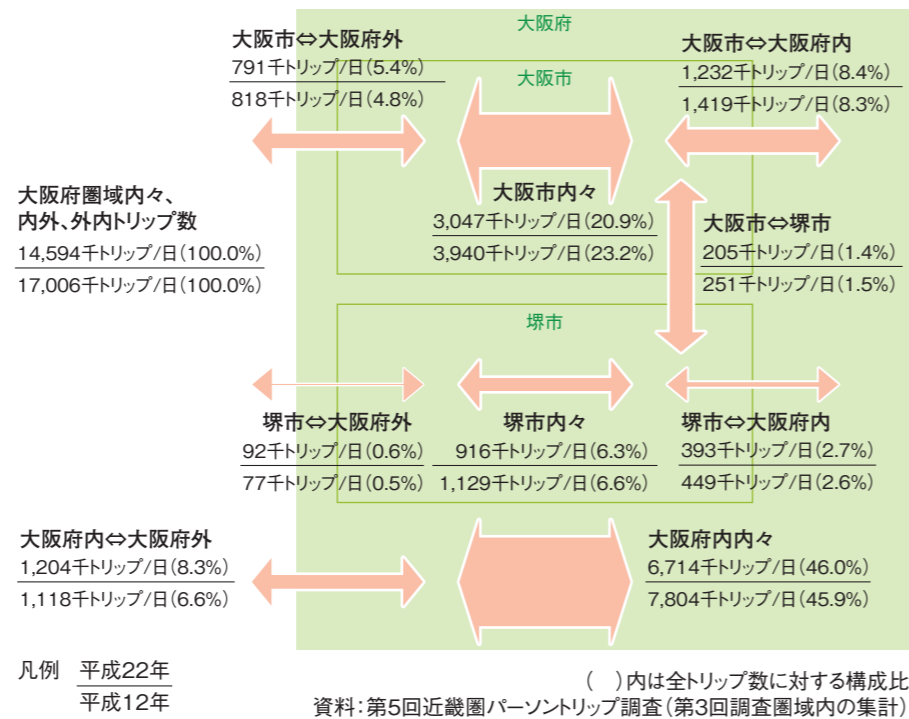 大阪府
大阪市⇔大阪府外
791千トリップ/日(5.4%)
818千トリップ/日(4.8%)
大阪市
大阪市⇔大阪府内
1,232千トリップ/日(8.4%)
1,419千トリップ/日(8.3%)
大阪府圏域内々、
内外、外内トリップ数
14,594千トリップ/日(100.0%)
17,006千トリップ/日(100.0%)
大阪市内々
3,047千トリップ/日(20.9%)
3,940千トリップ/日(23.2%)
大阪市⇔堺市
205千トリップ/日(1.4%)
251千トリップ/日(1.5%)
堺市
堺市⇔大阪府外
92千トリップ/日(0.6%)
77千トリップ/日(0.5%)
堺市内々
916千トリップ/日(6.3%)
1,129千トリップ/日(6.6%)
堺市⇔大阪府内
393千トリップ/日(2.7%)
449千トリップ/日(2.6%)
大阪府内⇔大阪府外
1,204千トリップ/日(8.3%)
1,118千トリップ/日(6.6%)
大阪府内内々
6,714千トリップ/日(46.0%)
7,804千トリップ/日(45.9%)
凡例 平成22年
平成12年
( )内は全トリップ数に対する構成比
資料:第5回近畿圏パーソントリップ調査(第3回調査圏域内の集計)